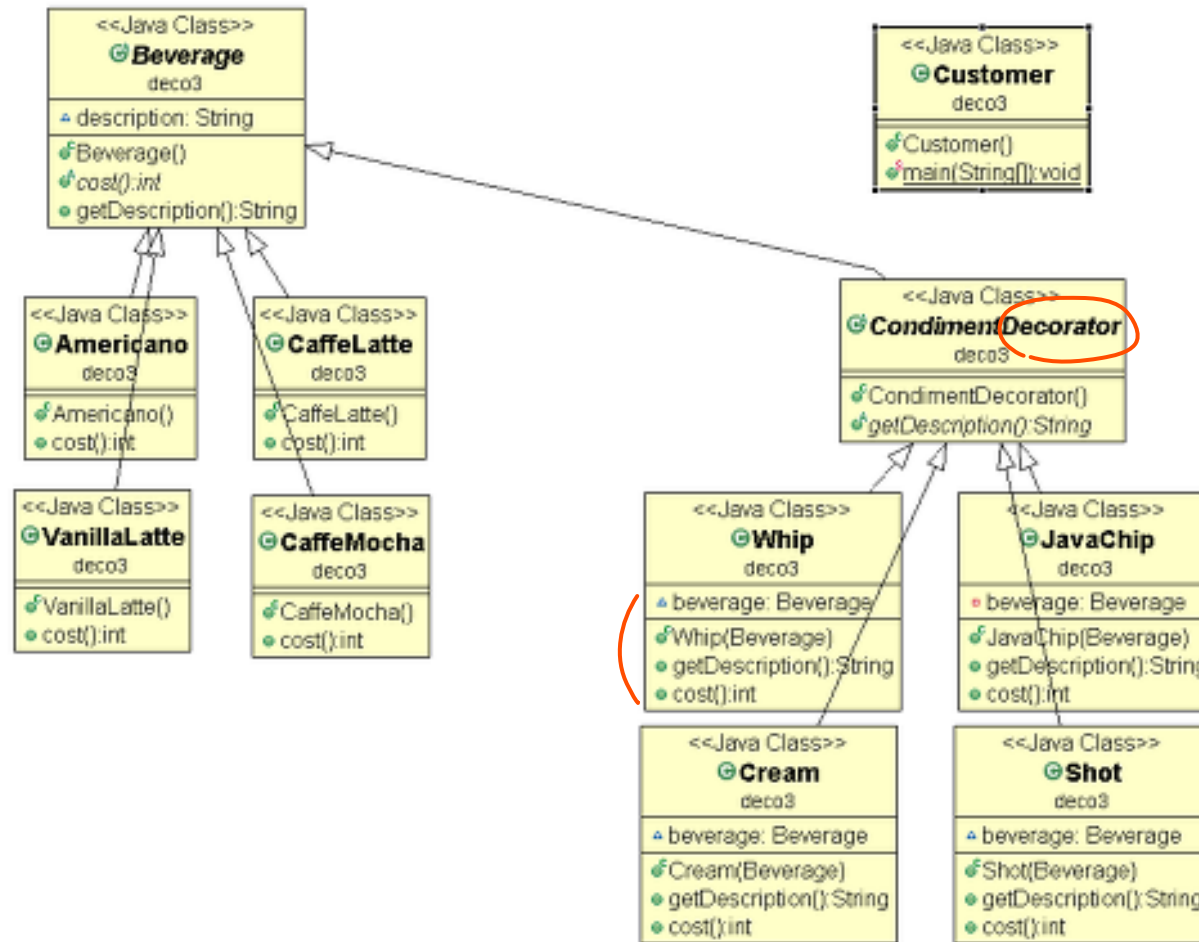 <<Java Class>>
Beverage
deco3
description: String
Beverage()
cost():int
getDescription():String
<<Java Class>>
Customer
deco3
Customer()
main(String[]):void
<<Java Class>>
Americano
deco3
Americano()
cost():int
<<Java Class>>
CaffeLatte
deco3
CaffeLatte()
cost():int
<<Java Class>>
CondimentDecorator
deco3
CondimentDecorator()
getDescription():String
<<Java Class>>
VanillaLatte
deco3
VanillaLatte()
cost():int
<<Java Class>>
CaffeMocha
deco3
CaffeMocha()
cost():int
<<Java Class>>
Whip
deco3
beverage: Beverage
Whip(Beverage)
getDescription():String
cost():int
<<Java Class>>
JavaChip
deco3
beverage: Beverage
JavaChip(Beverage)
getDescription():String
cost():int
<<Java Class>>
Cream
deco3
beverage: Beverage
Cream(Beverage)
getDescription():String
cost():int
<<Java Class>>
Shot
deco3
beverage: Beverage
Shot(Beverage)
getDescription():String
cost():int